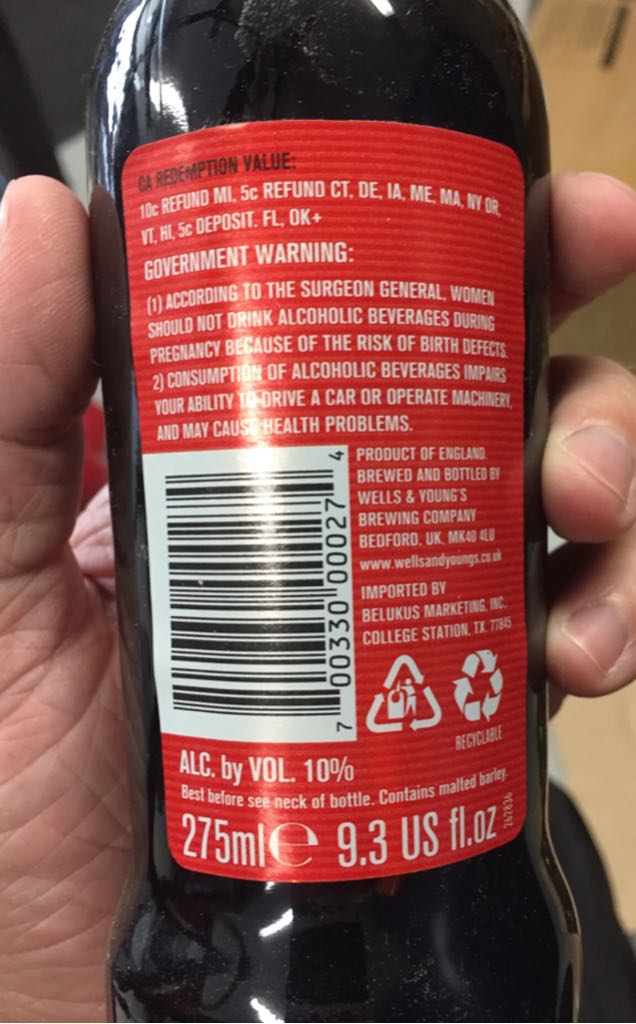 CA REDEMPTION VALUE:
10c REFUND MI, 5c REFUND CT, DE, IA, ME, MA, NY OR,
VT, HI, 5c DEPOSIT. FL, OK+
GOVERNMENT WARNING:
(1) ACCORDING TO THE SURGEON GENERAL, WOMEN
SHOULD NOT DRINK ALCOHOLIC BEVERAGES DURING
PREGNANCY BECAUSE OF THE RISK OF BIRTH DEFECTS.
2) CONSUMPTION OF ALCOHOLIC BEVERAGES IMPAIRS
YOUR ABILITY TO DRIVE A CAR OR OPERATE MACHINERY,
AND MAY CAUSE HEALTH PROBLEMS.
7 00330 00027 4
PRODUCT OF ENGLAND.
BREWED AND BOTTLED BY
WELLS & YOUNG'S
BREWING COMPANY
BEDFORD, UK, MK40 4LU
www.wellsandyoungs.co.uk
IMPORTED BY
BELUKUS MARKETING, INC.
COLLEGE STATION, TX. 77845
RECYCLABLE
ALC. by VOL. 10%
Best before see neck of bottle. Contains malted barley.
275ml e 9.3 US fl.oz